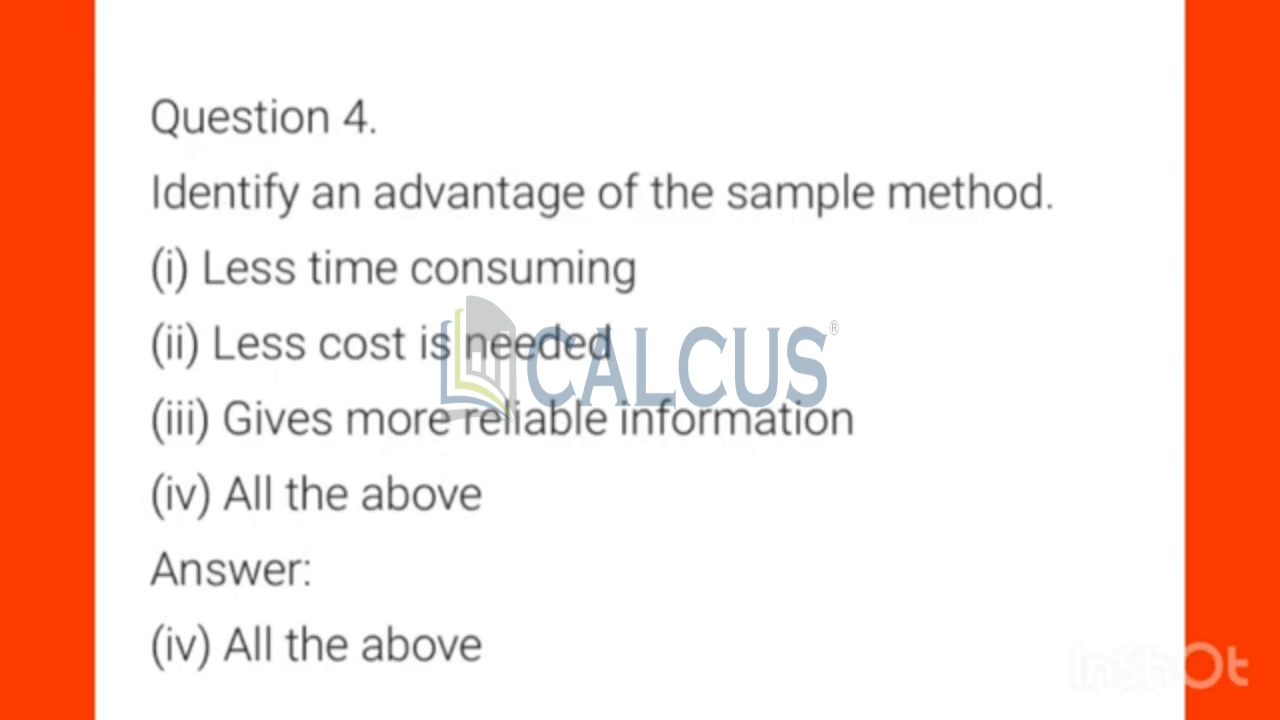 Question 4.
Identify an advantage of the sample method.
(i) Less time consuming
(ii) Less cost is needed
CALCUS®
(iii) Gives more reliable information
(iv) All the above
Answer:
(iv) All the above
InShOt